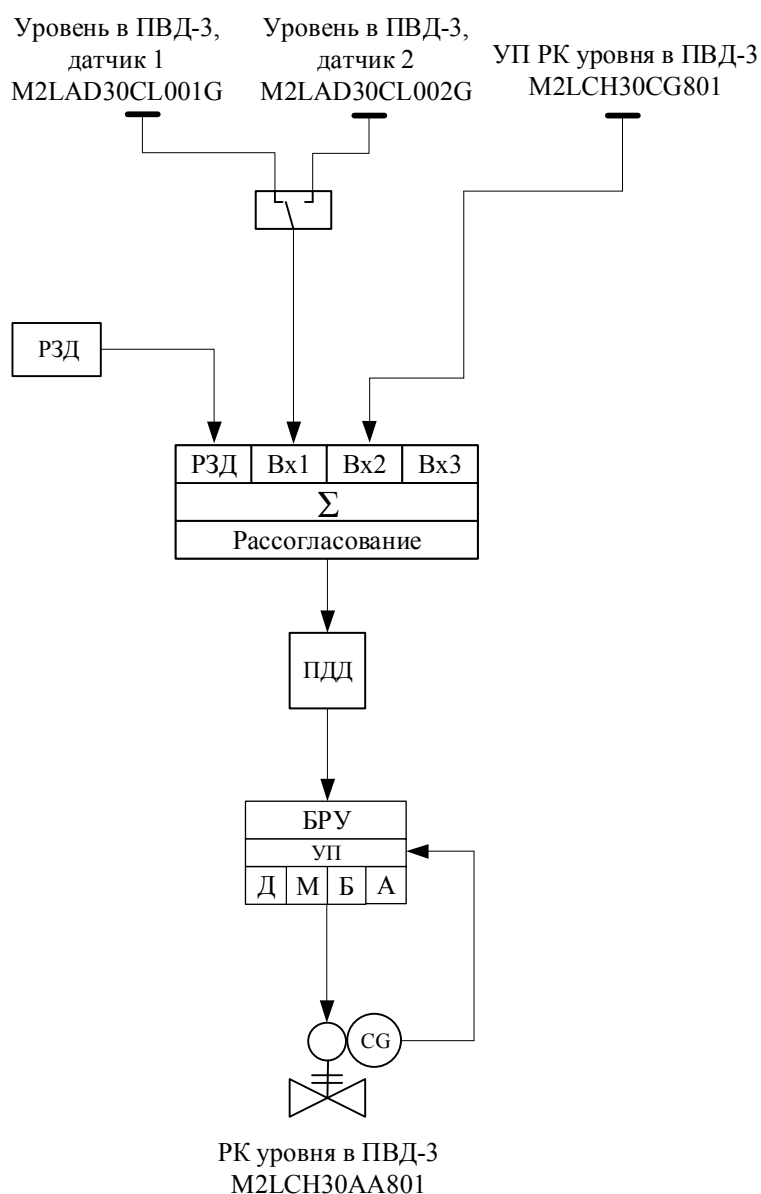 Уровень в ПВД-3,
датчик 1
M2LAD30CL001G
Уровень в ПВД-3,
датчик 2
M2LAD30CL002G
УП РК уровня в ПВД-3
M2LCH30CG801
РЗД
РЗД Вх1 Вх2 Вх3
Σ
Рассогласование
ПДД
БРУ
УП
Д М Б А
CG
РК уровня в ПВД-3
M2LCH30AA801